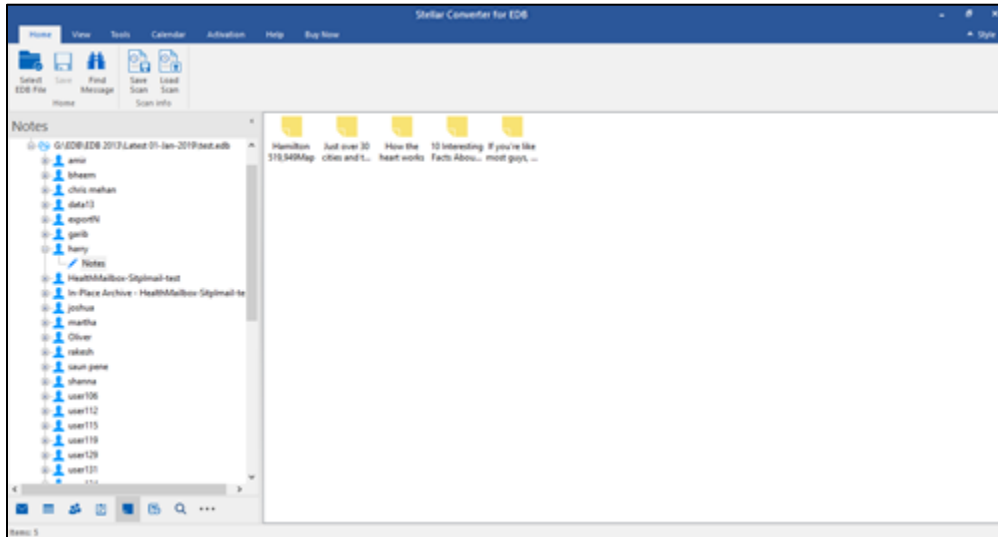 Stellar Converter for EDB
Home View Tools Calendar Activation Help Buy Now
Style
Select EDB File
Save
Find Message
Save Scan
Load Scan
Home
Scan info
Notes
G:\EDB\EDB 2013\Latest 01-Jan-2019\test.edb
amir
bheem
chris mehan
data13
exportN
garib
harry
Notes
HealthMailbox-Sitplmail-test
In-Place Archive - HealthMailbox-Sitplmail-te
joshua
martha
Oliver
rakesh
saun pene
shanna
user106
user112
user115
user119
user129
user131
Hamilton 519,949Map
Just over 30 cities and t...
How the heart works
10 Interesting Facts Abou...
If you're like most guys, ...
Items: 5